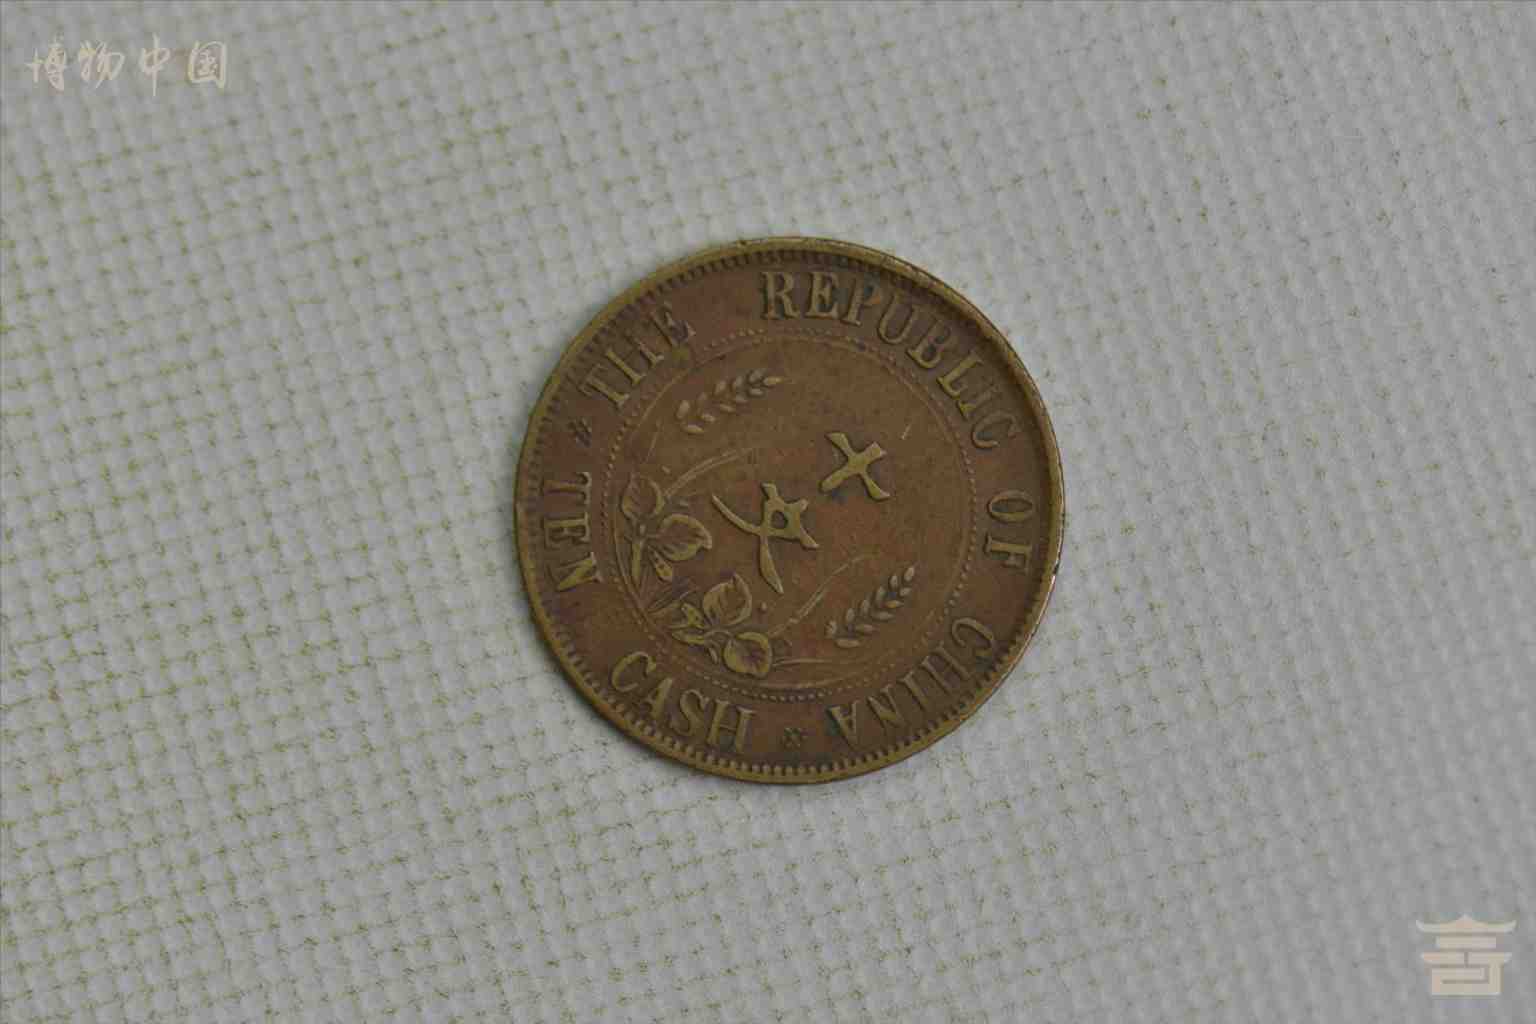 博物中国
THE REPUBLIC OF CHINA
十文
TEN CASH